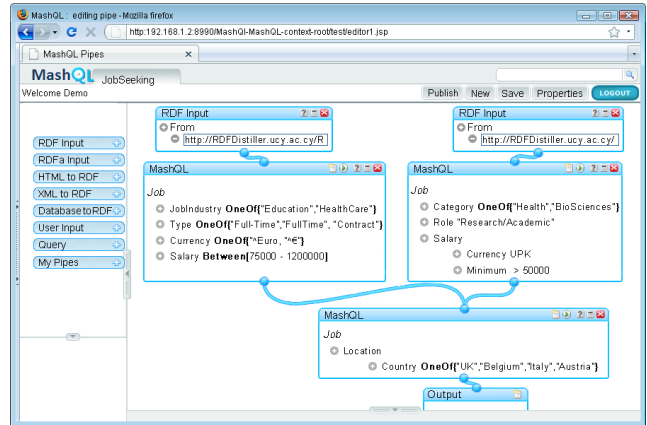 MashQL : editing pipe - Mozilla firefox
http:192.168.1.2:8990/MashQl-MashQL-context-root/test/editor1.jsp
MashQL Pipes
MashQL JobSeeking
Welcome Demo
Publish New Save Properties LOGOUT
RDF Input
RDFa Input
HTML to RDF
XML to RDF
DatabasetoRDF
User Input
Query
My Pipes
RDF Input
From
http://RDFDistiller.ucy.ac.cy/R
RDF Input
From
http://RDFDistiller.ucy.ac.cy/
MashQL
Job
JobIndustry OneOf{"Education","HealthCare"}
Type OneOf{"Full-Time","FullTime", "Contract"}
Currency OneOf{"^Euro, "^€"}
Salary Between[75000 - 1200000]
MashQL
Job
Category OneOf{"Health","BioSciences"}
Role "Research/Academic"
Salary
Currency UPK
Minimum > 50000
MashQL
Job
Location
Country OneOf{"UK","Belgium","Italy","Austria"}
Output